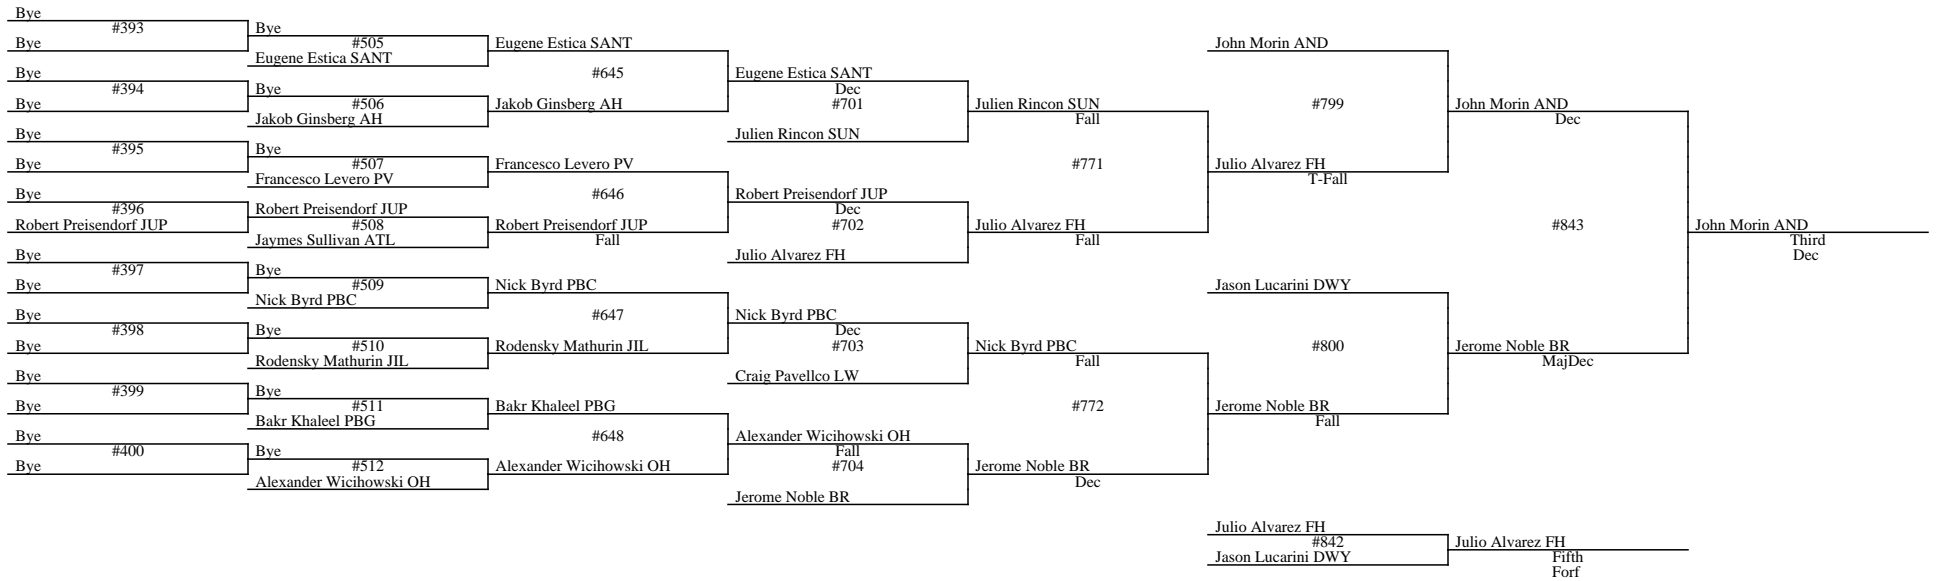 Bye
#393
Bye
Bye
#394
Bye
Bye
#395
Bye
Bye
#396
Robert Preisendorf JUP
Bye
#397
Bye
Bye
#398
Bye
Bye
#399
Bye
Bye
#400
Bye
Bye
#505
Eugene Estica SANT
Bye
#506
Jakob Ginsberg AH
Bye
#507
Francesco Levero PV
Robert Preisendorf JUP
#508
Jaymes Sullivan ATL
Bye
#509
Nick Byrd PBC
Bye
#510
Rodensky Mathurin JIL
Bye
#511
Bakr Khaleel PBG
Bye
#512
Alexander Wicihowski OH
Eugene Estica SANT
#645
Jakob Ginsberg AH
Francesco Levero PV
#646
Robert Preisendorf JUP
Fall
Nick Byrd PBC
#647
Rodensky Mathurin JIL
Bakr Khaleel PBG
#648
Alexander Wicihowski OH
Eugene Estica SANT
Dec
#701
Julien Rincon SUN
Robert Preisendorf JUP
Dec
#702
Julio Alvarez FH
Nick Byrd PBC
Dec
#703
Craig Pavellco LW
Alexander Wicihowski OH
Fall
#704
Jerome Noble BR
Julien Rincon SUN
Fall
#771
Julio Alvarez FH
Fall
Nick Byrd PBC
Fall
#772
Jerome Noble BR
Dec
John Morin AND
#799
Julio Alvarez FH
T-Fall
Jason Lucarini DWY
#800
Jerome Noble BR
Fall
John Morin AND
Dec
#843
Jerome Noble BR
MajDec
John Morin AND
Third
Dec
Julio Alvarez FH
#842
Jason Lucarini DWY
Julio Alvarez FH
Fifth
Forf